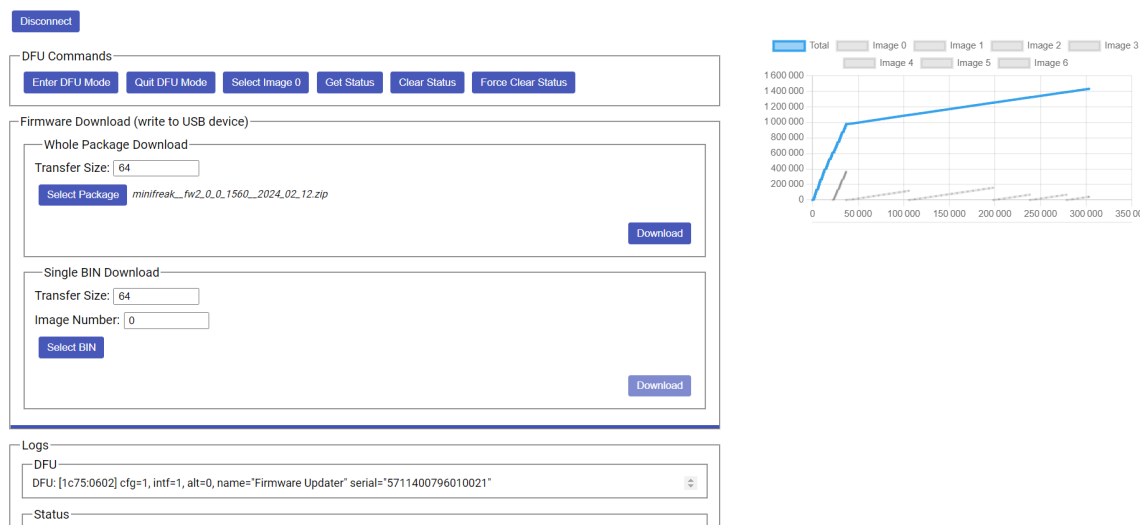 Disconnect
DFU Commands
Enter DFU Mode Quit DFU Mode Select Image 0 Get Status Clear Status Force Clear Status
Firmware Download (write to USB device)
Whole Package Download
Transfer Size: 64
Select Package minifreak__fw2_0_0_1560__2024_02_12.zip
Download
Single BIN Download
Transfer Size: 64
Image Number: 0
Select BIN
Download
Logs
DFU
DFU: [1c75:0602] cfg=1, intf=1, alt=0, name="Firmware Updater" serial="5711400796010021"
Status
Total Image 0 Image 1 Image 2 Image 3
Image 4 Image 5 Image 6
1 600 000
1 400 000
1 200 000
1 000 000
800 000
600 000
400 000
200 000
0
0 50 000 100 000 150 000 200 000 250 000 300 000 350 00